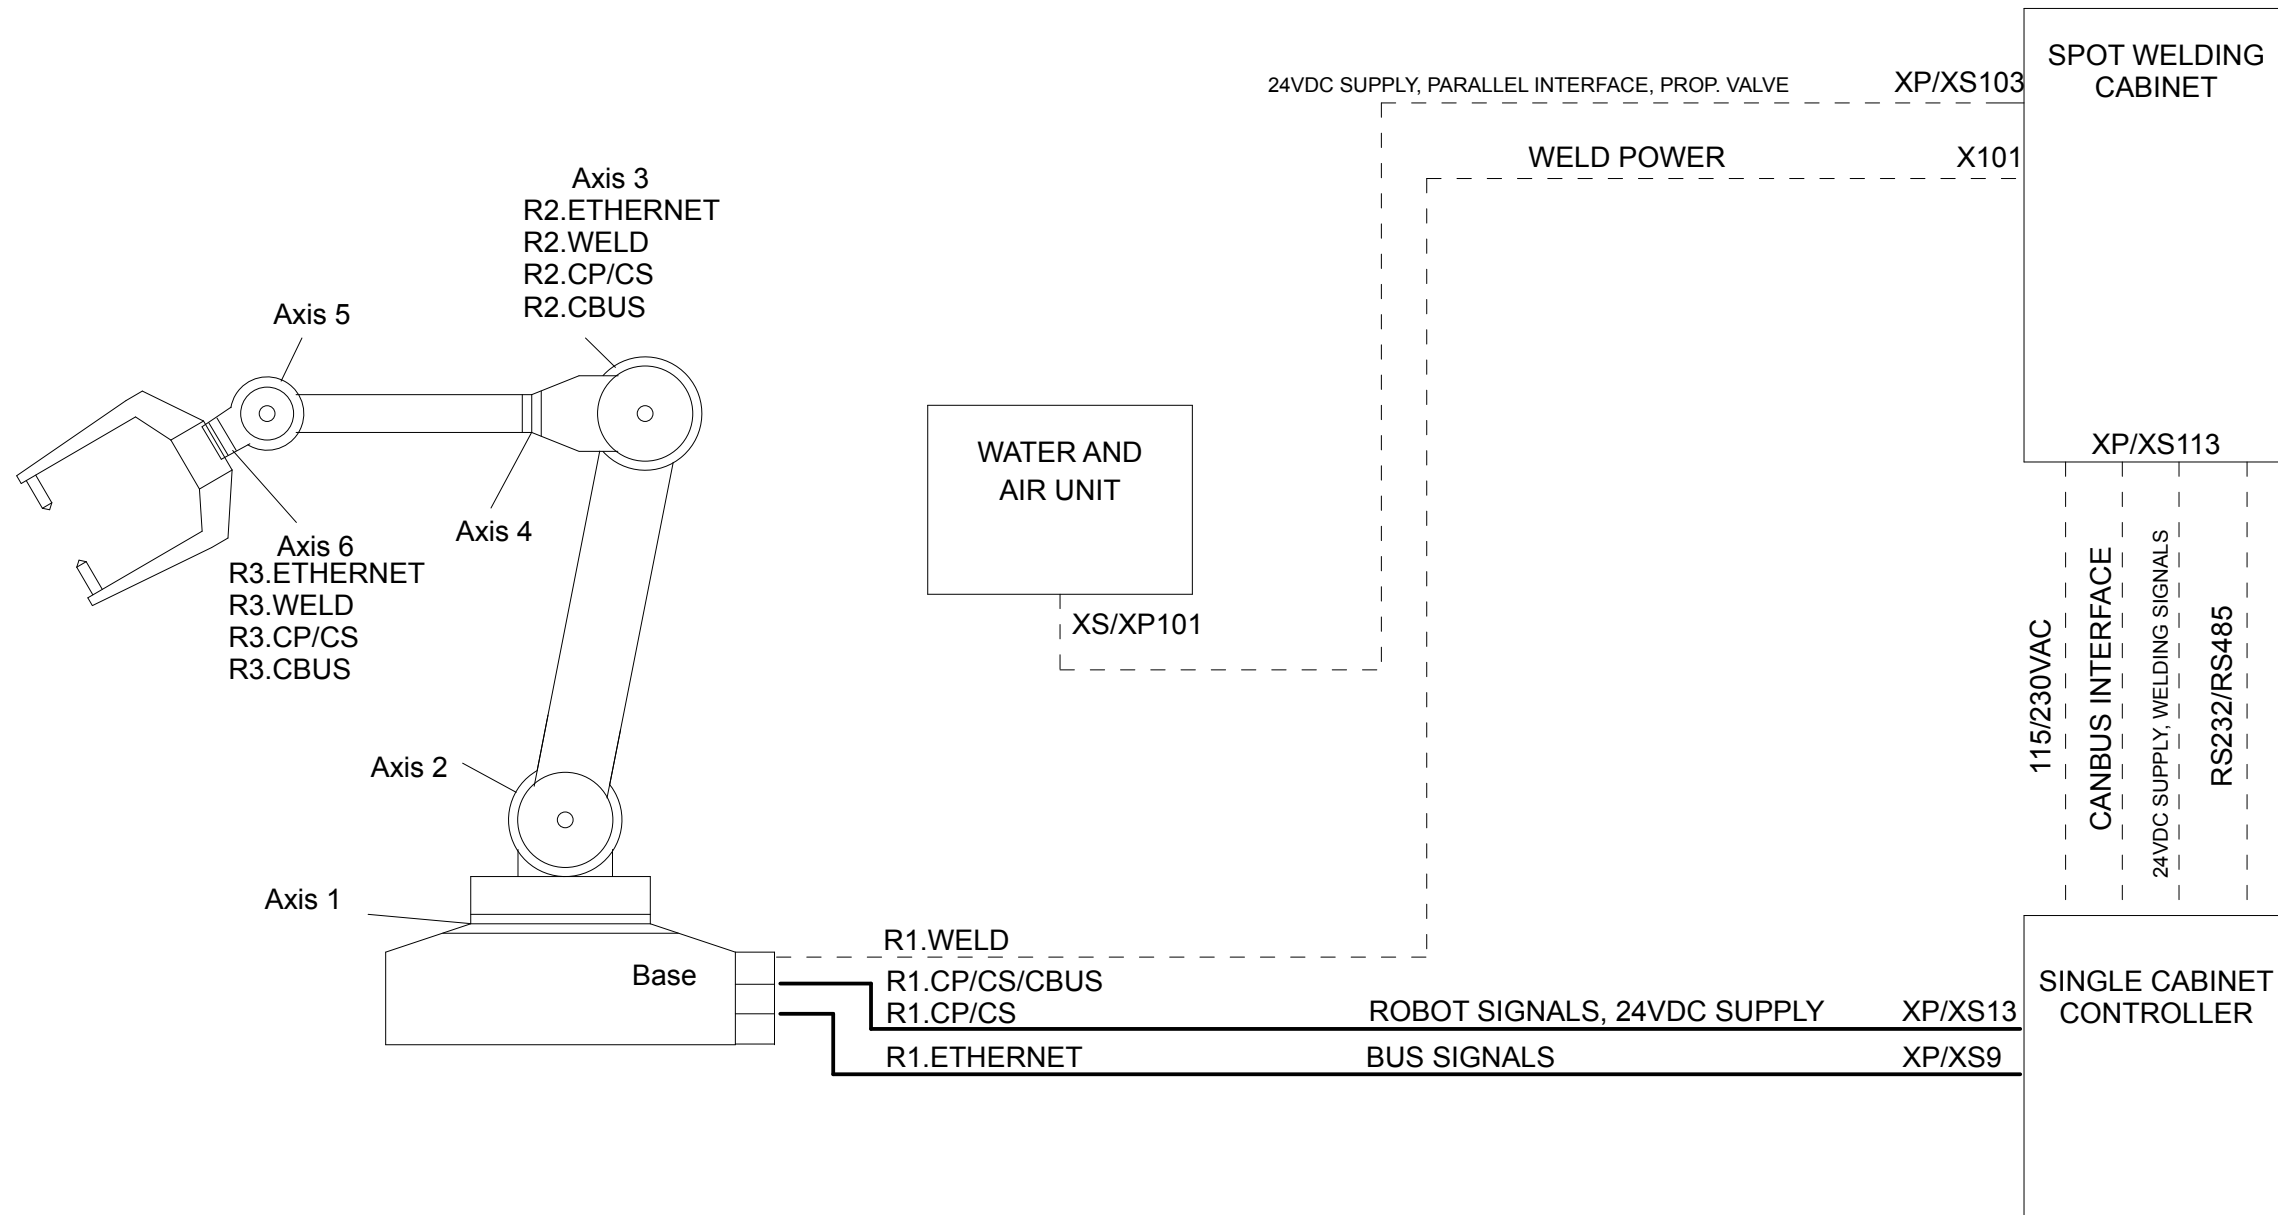 SPOT WELDING
CABINET
24VDC SUPPLY, PARALLEL INTERFACE, PROP. VALVE
XP/XS103
WELD POWER
X101
Axis 3
R2.ETHERNET
R2.WELD
R2.CP/CS
R2.CBUS
Axis 5
WATER AND
AIR UNIT
XP/XS113
Axis 4
Axis 6
R3.ETHERNET
R3.WELD
R3.CP/CS
R3.CBUS
XS/XP101
115/230VAC
CANBUS INTERFACE
24VDC SUPPLY, WELDING SIGNALS
RS232/RS485
Axis 2
Axis 1
Base
R1.WELD
R1.CP/CS/CBUS
R1.CP/CS
ROBOT SIGNALS, 24VDC SUPPLY
XP/XS13
R1.ETHERNET
BUS SIGNALS
XP/XS9
SINGLE CABINET
CONTROLLER